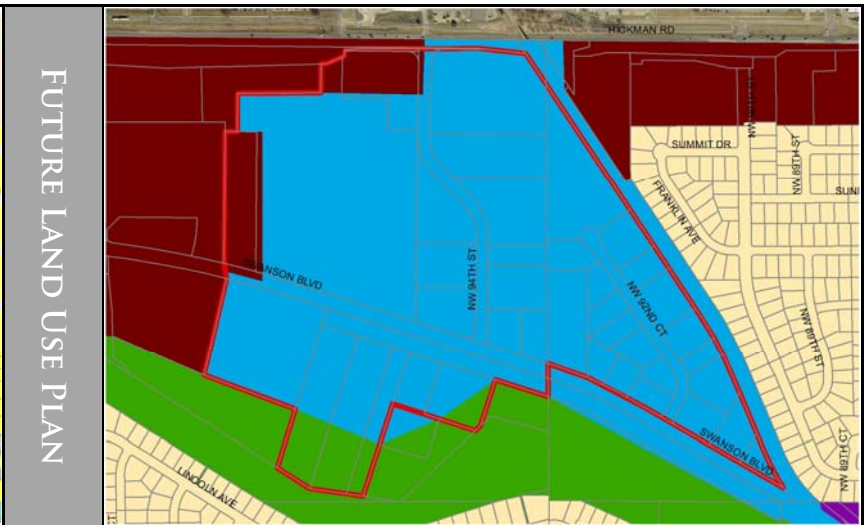 FUTURE LAND USE PLAN
HICKMAN RD
SUMMIT DR
NW 89TH ST
FRANKLIN AVE
SWANSON BLVD
NW 94TH ST
NW 92ND CT
NW 89TH ST
SWANSON BLVD
NW 89TH CT
LINCOLN AVE